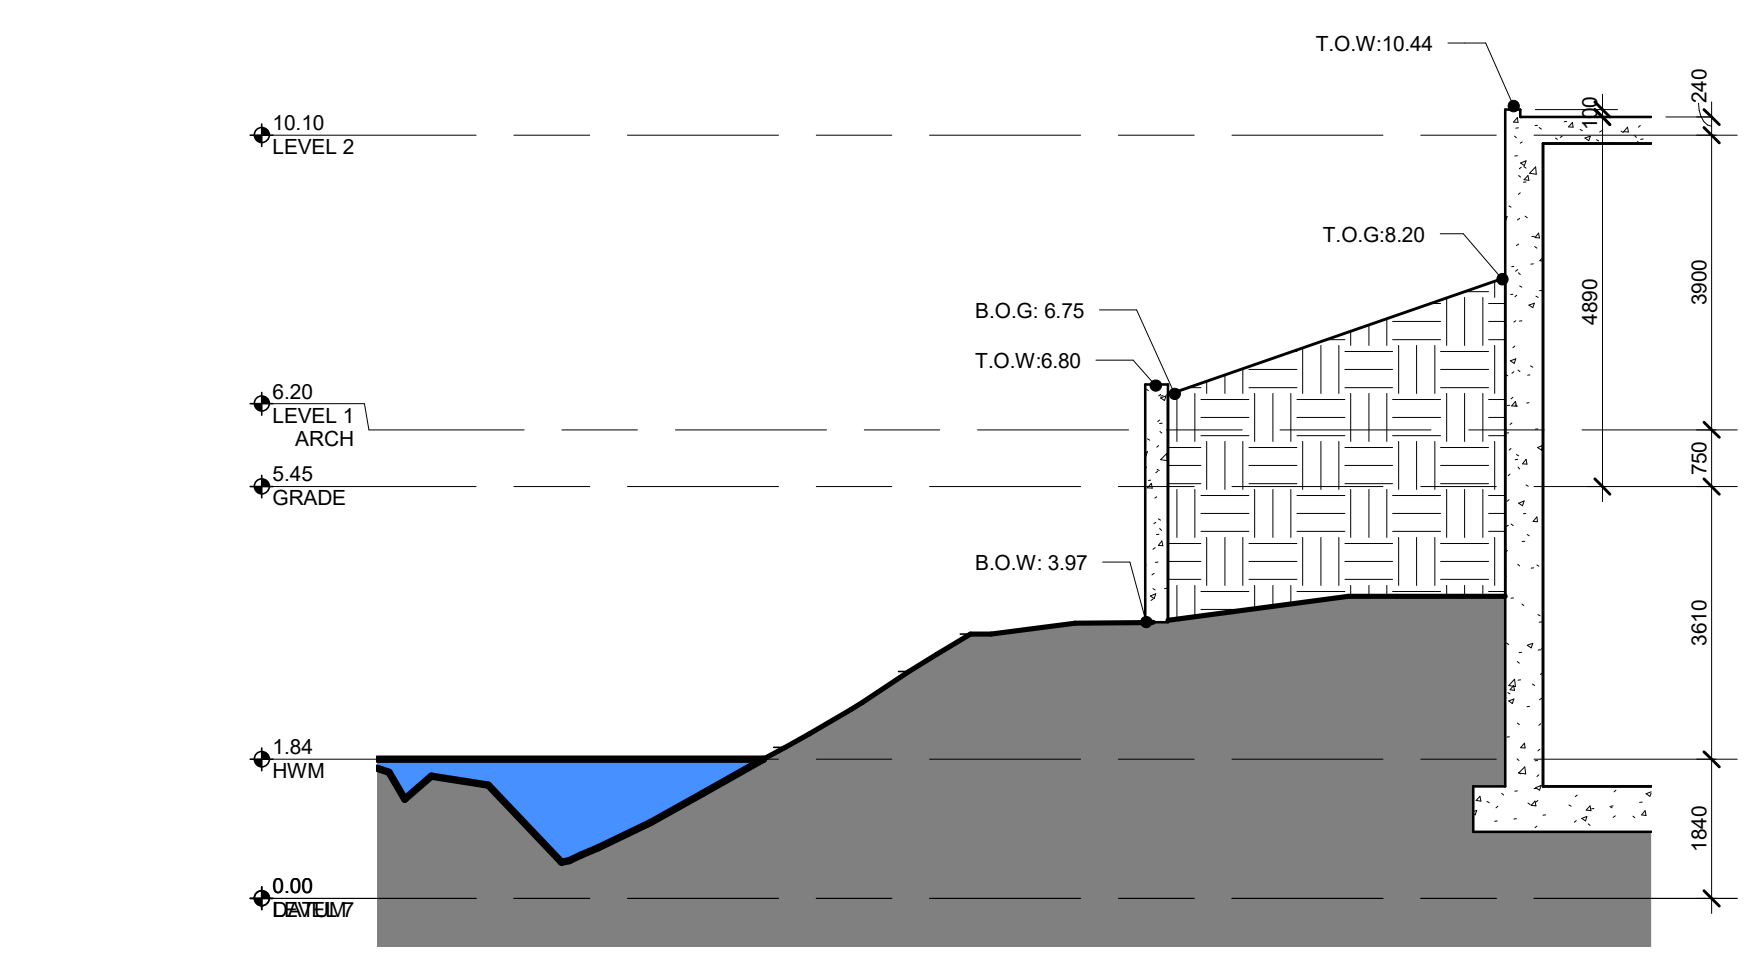 T.O.W:10.44
240
100
10.10
LEVEL 2
T.O.G:8.20
3900
4890
B.O.G: 6.75
T.O.W:6.80
6.20
LEVEL 1
ARCH
750
5.45
GRADE
B.O.W: 3.97
3610
1.84
HWM
1840
0.00